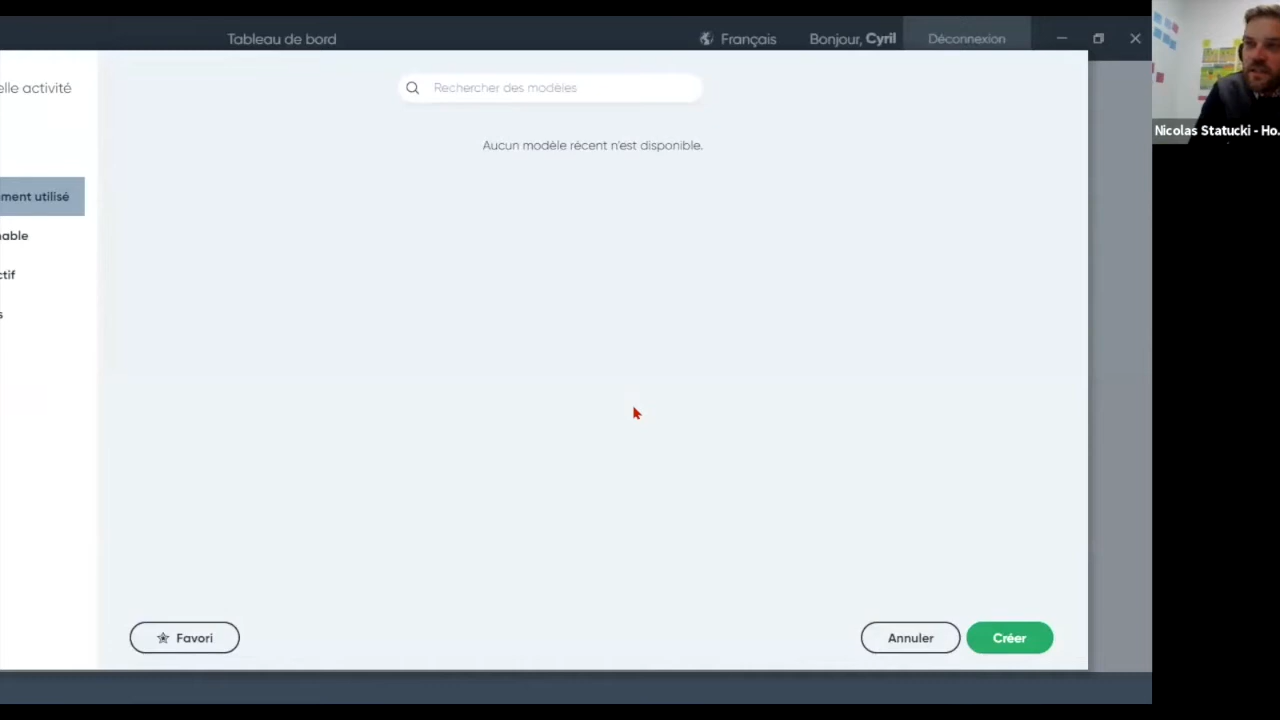 Tableau de bord
Français
Bonjour, Cyril
Déconnexion
elle activité
Rechercher des modèles
Aucun modèle récent n'est disponible.
ment utilisé
nable
ctif
s
Favori
Annuler
Créer
Nicolas Statucki - Ho...